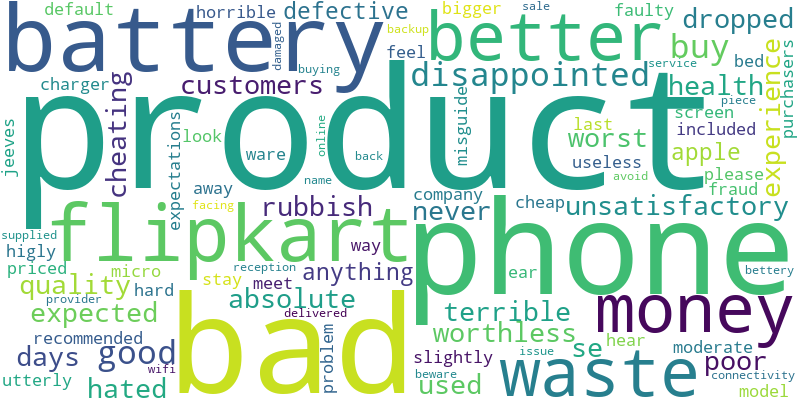 default
horrible
defective
bigger
sale
faulty
dropped
battery
damaged
backup
better
feel
buy
service
charger
customers
disappointed
health
bed
experience
purchasers
jeeves
cheating
product
misguide
piece
screen
expectations
look
online
last
included
ware
back
worst
useless
apple
name
avoid
please
away
fraud
facing
rubbish
company
never
cheap
unsatisfactory
supplied
flipkart
phone
higly
way
priced
micro
reception
anything
ear
bettery
quality
hard
stay
meet
provider
absolute
money
expected
bad
delivered
terrible
recommended
problem
worthless
se
hear
moderate
days
good
slightly
issue
poor
wifi
waste
beware
connectivity
utterly
hated
used
model